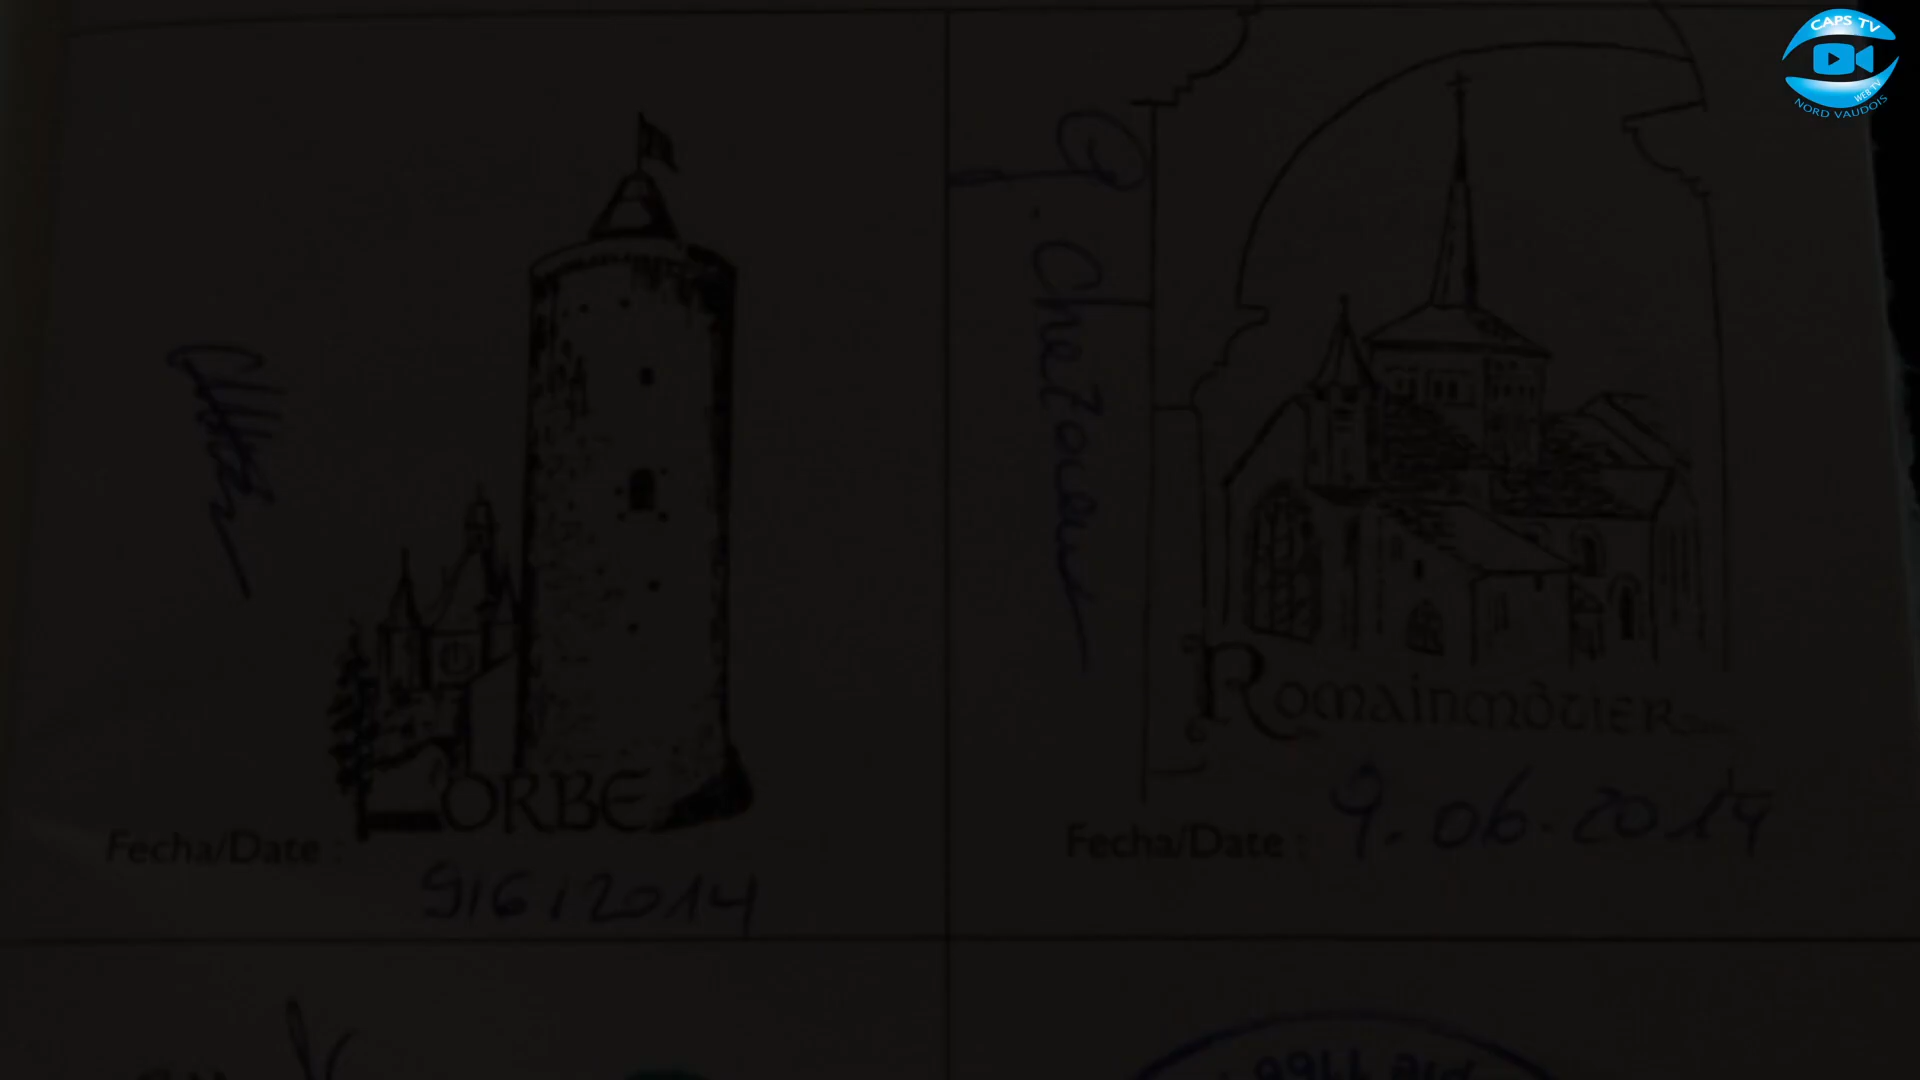 CAPS TV
WEB TV
NORD VAUDOIS
ORBE
Fecha/Date :
9/6/2014
ROMAINMÔTIER
Fecha/Date :
9.06.2014